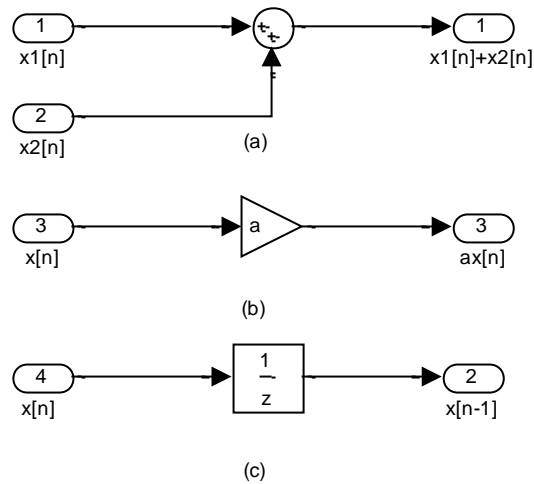 1 1
x1[n] x1[n]+x2[n]
2
x2[n]
(a)
3 a 3
x[n] ax[n]
(b)
4 1 2
z
x[n] x[n-1]
(c)